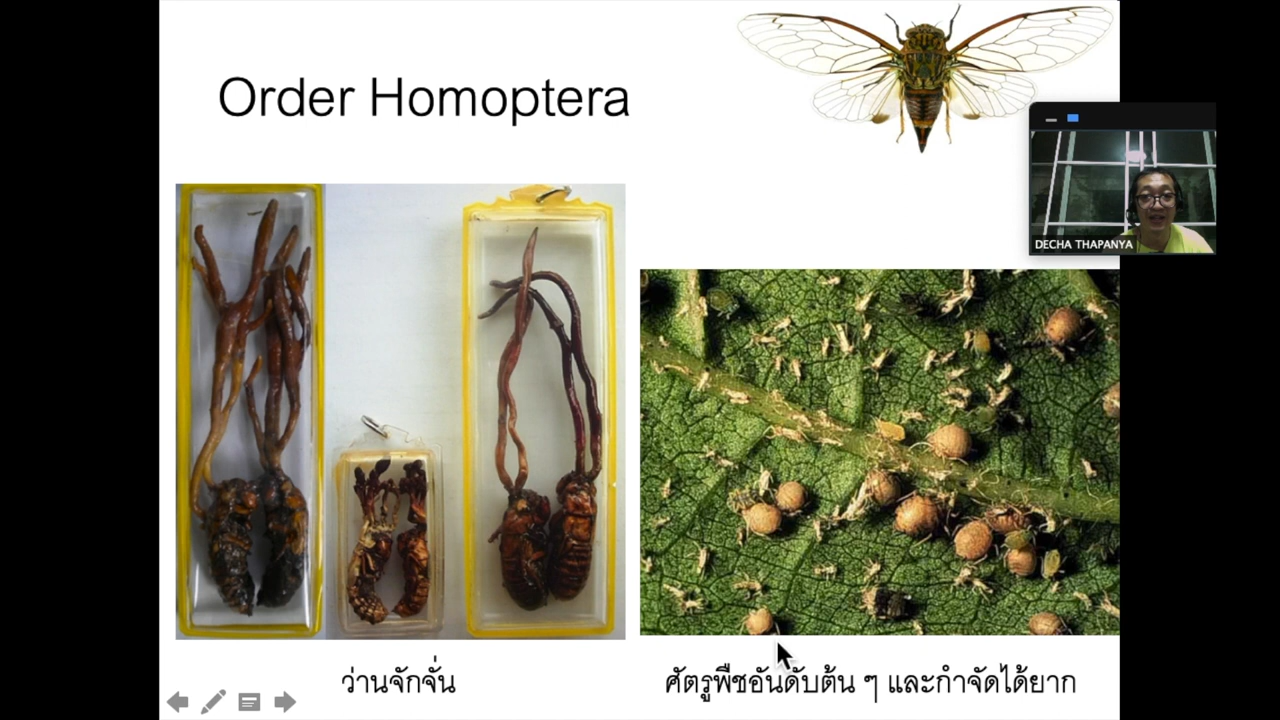 Order Homoptera
DECHA THAPANYA
ว่านจักจั่น
ศัตรูพืชอันดับต้น ๆ และกำจัดได้ยาก